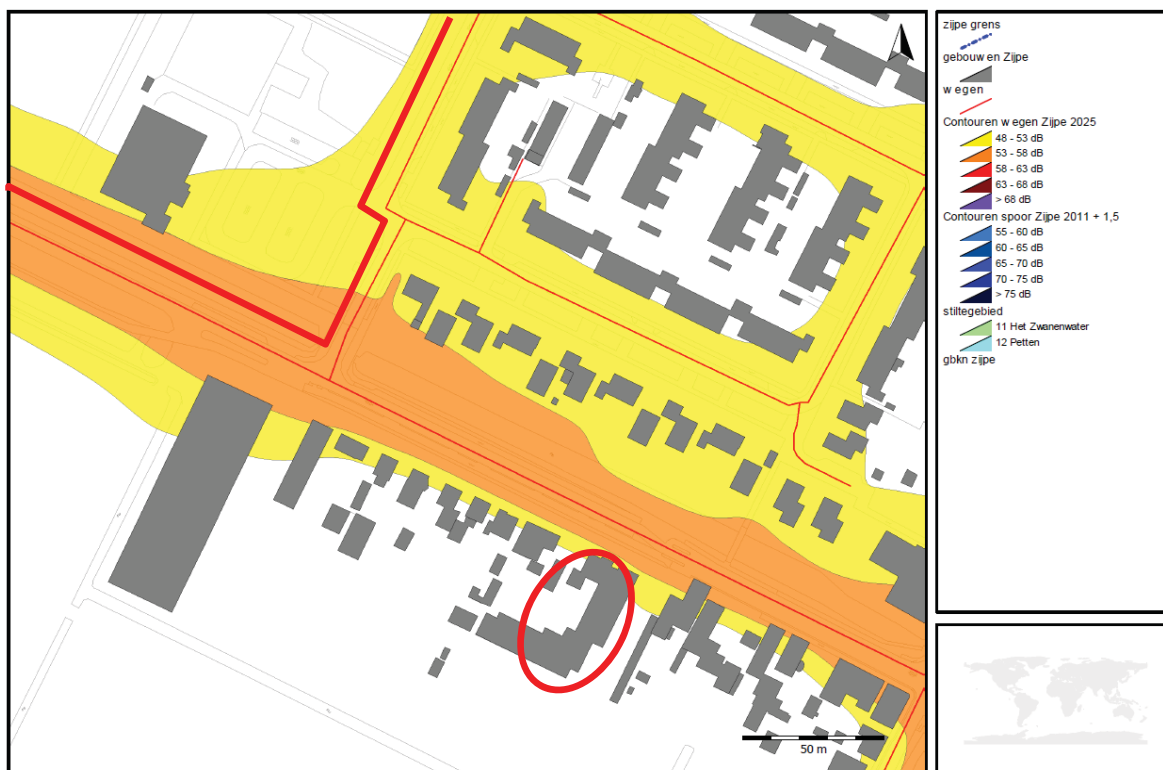 zijpe grens
gebouwen Zijpe
wegen
Contouren wegen Zijpe 2025
48 - 53 dB
53 - 58 dB
58 - 63 dB
63 - 68 dB
> 68 dB
Contouren spoor Zijpe 2011 + 1,5
55 - 60 dB
60 - 65 dB
65 - 70 dB
70 - 75 dB
> 75 dB
stiltegebied
11 Het Zwanenwater
12 Petten
gbkn zijpe
50 m